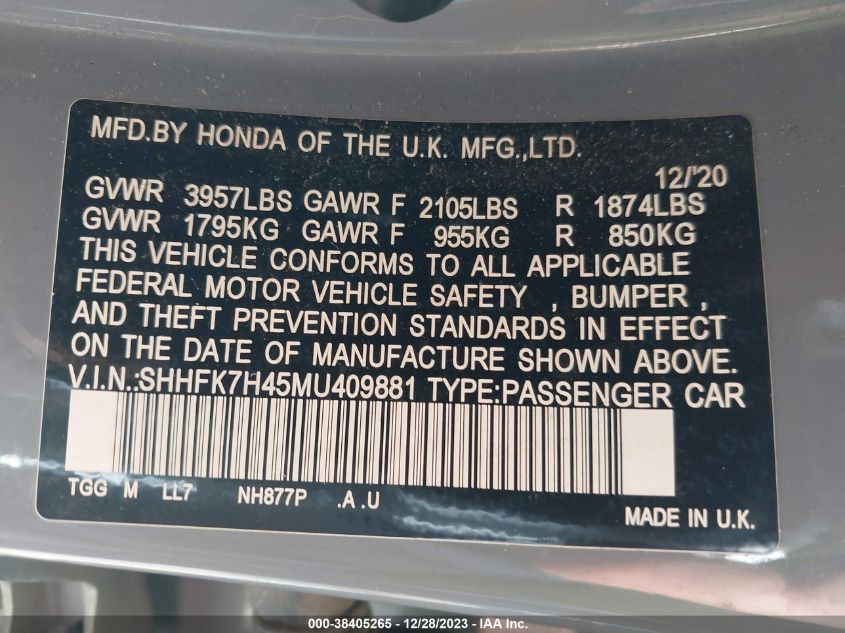 MFD.BY HONDA OF THE U.K. MFG.,LTD.
12/'20
GVWR 3957LBS GAWR F 2105LBS R 1874LBS
GVWR 1795KG GAWR F 955KG R 850KG
THIS VEHICLE CONFORMS TO ALL APPLICABLE
FEDERAL MOTOR VEHICLE SAFETY , BUMPER ,
AND THEFT PREVENTION STANDARDS IN EFFECT
ON THE DATE OF MANUFACTURE SHOWN ABOVE.
V.I.N.:SHHFK7H45MU409881 TYPE:PASSENGER CAR
TGG M LL7 NH877P .A .U
MADE IN U.K.
000-38405265 - 12/28/2023 - IAA Inc.